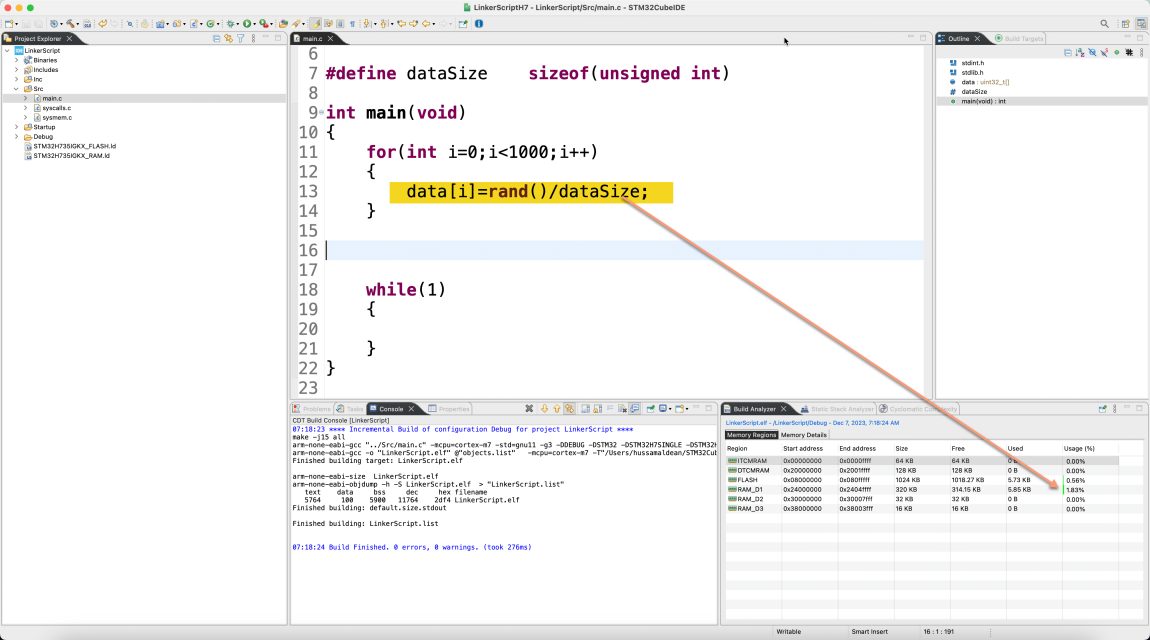 LinkerScriptH7 - LinkerScript/Src/main.c - STM32CubeIDE
Project Explorer
LinkerScript
Binaries
Includes
Inc
Src
main.c
syscalls.c
sysmem.c
Startup
Debug
STM32H735IGKX_FLASH.ld
STM32H735IGKX_RAM.ld
main.c
6
7 #define dataSize    sizeof(unsigned int)
8
9 int main(void)
10 {
11     for(int i=0;i<1000;i++)
12     {
13         data[i]=rand()/dataSize;
14     }
15
16
17
18     while(1)
19     {
20
21     }
22 }
23
Outline
Build Targets
stdint.h
stdlib.h
data : uint32_t[]
dataSize
main(void) : int
Problems
Tasks
Console
Properties
CDT Build Console [LinkerScript]
07:18:23 **** Incremental Build of configuration Debug for project LinkerScript ****
make -j15 all
arm-none-eabi-gcc "../Src/main.c" -mcpu=cortex-m7 -std=gnu11 -g3 -DDEBUG -DSTM32 -DSTM32H7SINGLE -DSTM32H
arm-none-eabi-gcc -o "LinkerScript.elf" @"objects.list"   -mcpu=cortex-m7 -T"/Users/hussamaldean/STM32Cub
Finished building target: LinkerScript.elf
arm-none-eabi-size  LinkerScript.elf
arm-none-eabi-objdump -h -S LinkerScript.elf  > "LinkerScript.list"
text    data    bss    dec    hex filename
5764    100    5900    11764    2df4 LinkerScript.elf
Finished building: default.size.stdout
Finished building: LinkerScript.list
07:18:24 Build Finished. 0 errors, 0 warnings. (took 276ms)
Build Analyzer
Static Stack Analyzer
Cyclomatic Complexity
LinkerScript.elf - /LinkerScript/Debug - Dec 7, 2023, 7:18:24 AM
Memory Regions
Memory Details
Region Start address End address Size Free Used Usage (%)
ITCMRAM 0x00000000 0x0000ffff 64 KB 64 KB 0 B 0.00%
DTCMRAM 0x20000000 0x2001ffff 128 KB 128 KB 0 B 0.00%
FLASH 0x08000000 0x080fffff 1024 KB 1018.27 KB 5.73 KB 0.56%
RAM_D1 0x24000000 0x2404ffff 320 KB 314.15 KB 5.85 KB 1.83%
RAM_D2 0x30000000 0x30007fff 32 KB 32 KB 0 B 0.00%
RAM_D3 0x38000000 0x38003fff 16 KB 16 KB 0 B 0.00%
Writable
Smart Insert
16 : 1 : 191